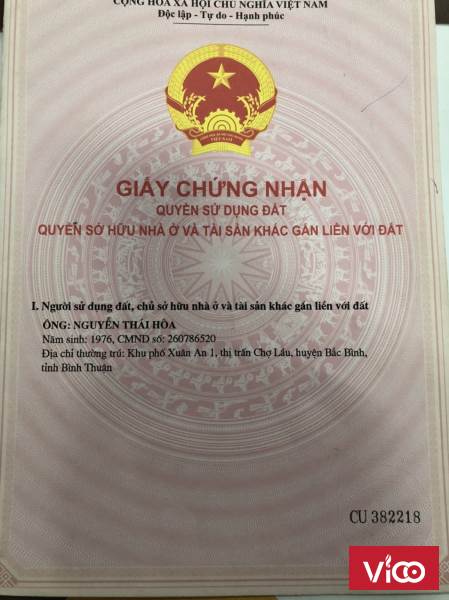 CỘNG HÒA XÃ HỘI CHỦ NGHĨA VIỆT NAM
Độc lập - Tự do - Hạnh phúc
VIỆT NAM
GIẤY CHỨNG NHẬN
QUYỀN SỬ DỤNG ĐẤT
QUYỀN SỞ HỮU NHÀ Ở VÀ TÀI SẢN KHÁC GẮN LIỀN VỚI ĐẤT
I. Người sử dụng đất, chủ sở hữu nhà ở và tài sản khác gắn liền với đất
ÔNG: NGUYỄN THÁI HÒA
Năm sinh: 1976, CMND số: 260786520
Địa chỉ thường trú: Khu phố Xuân An 1, thị trấn Chợ Lầu, huyện Bắc Bình,
tỉnh Bình Thuận
CU 382218
Vico